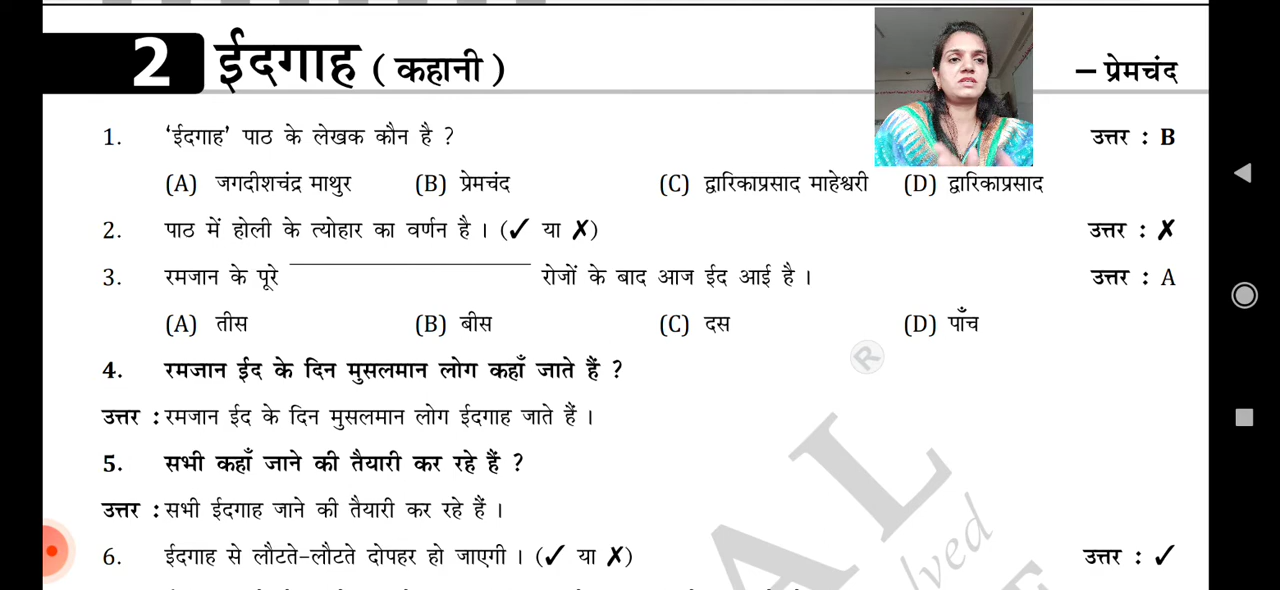 2 ईदगाह ( कहानी ) – प्रेमचंद
1. ‘ईदगाह’ पाठ के लेखक कौन है ? उत्तर : B
(A) जगदीशचंद्र माथुर (B) प्रेमचंद (C) द्वारिकाप्रसाद माहेश्वरी (D) द्वारिकाप्रसाद
2. पाठ में होली के त्योहार का वर्णन है । (✓ या ✗) उत्तर : ✗
3. रमजान के पूरे ________ रोजों के बाद आज ईद आई है । उत्तर : A
(A) तीस (B) बीस (C) दस (D) पाँच
®
4. रमजान ईद के दिन मुसलमान लोग कहाँ जाते हैं ?
उत्तर : रमजान ईद के दिन मुसलमान लोग ईदगाह जाते हैं ।
5. सभी कहाँ जाने की तैयारी कर रहे हैं ?
उत्तर : सभी ईदगाह जाने की तैयारी कर रहे हैं ।
6. ईदगाह से लौटते-लौटते दोपहर हो जाएगी । (✓ या ✗) उत्तर : ✓